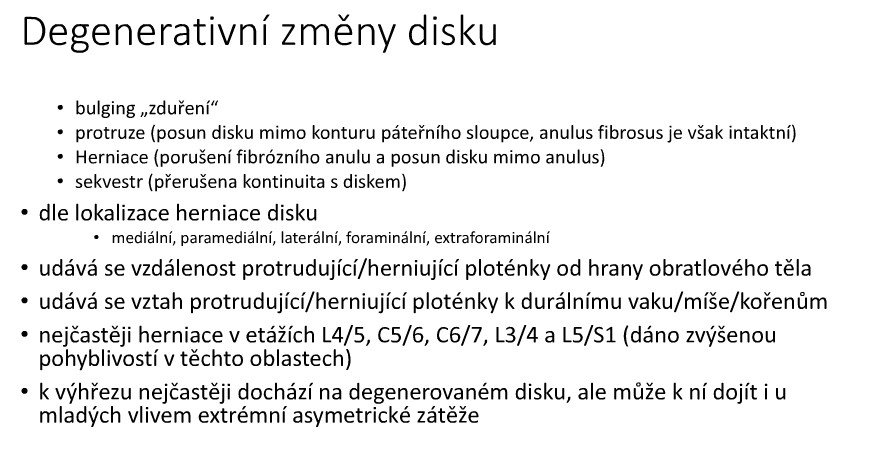 Degenerativní změny disku
• bulging „zduření“
• protruze (posun disku mimo konturu páteřního sloupce, anulus fibrosus je však intaktní)
• Herniace (porušení fibrózního anulu a posun disku mimo anulus)
• sekvestr (přerušena kontinuita s diskem)
• dle lokalizace herniace disku
• mediální, paramediální, laterální, foraminální, extraforaminální
• udává se vzdálenost protrudující/herniující ploténky od hrany obratlového těla
• udává se vztah protrudující/herniující ploténky k durálnímu vaku/míše/kořenům
• nejčastěji herniace v etážích L4/5, C5/6, C6/7, L3/4 a L5/S1 (dáno zvýšenou
pohyblivostí v těchto oblastech)
• k výhřezu nejčastěji dochází na degenerovaném disku, ale může k ní dojít i u
mladých vlivem extrémní asymetrické zátěže